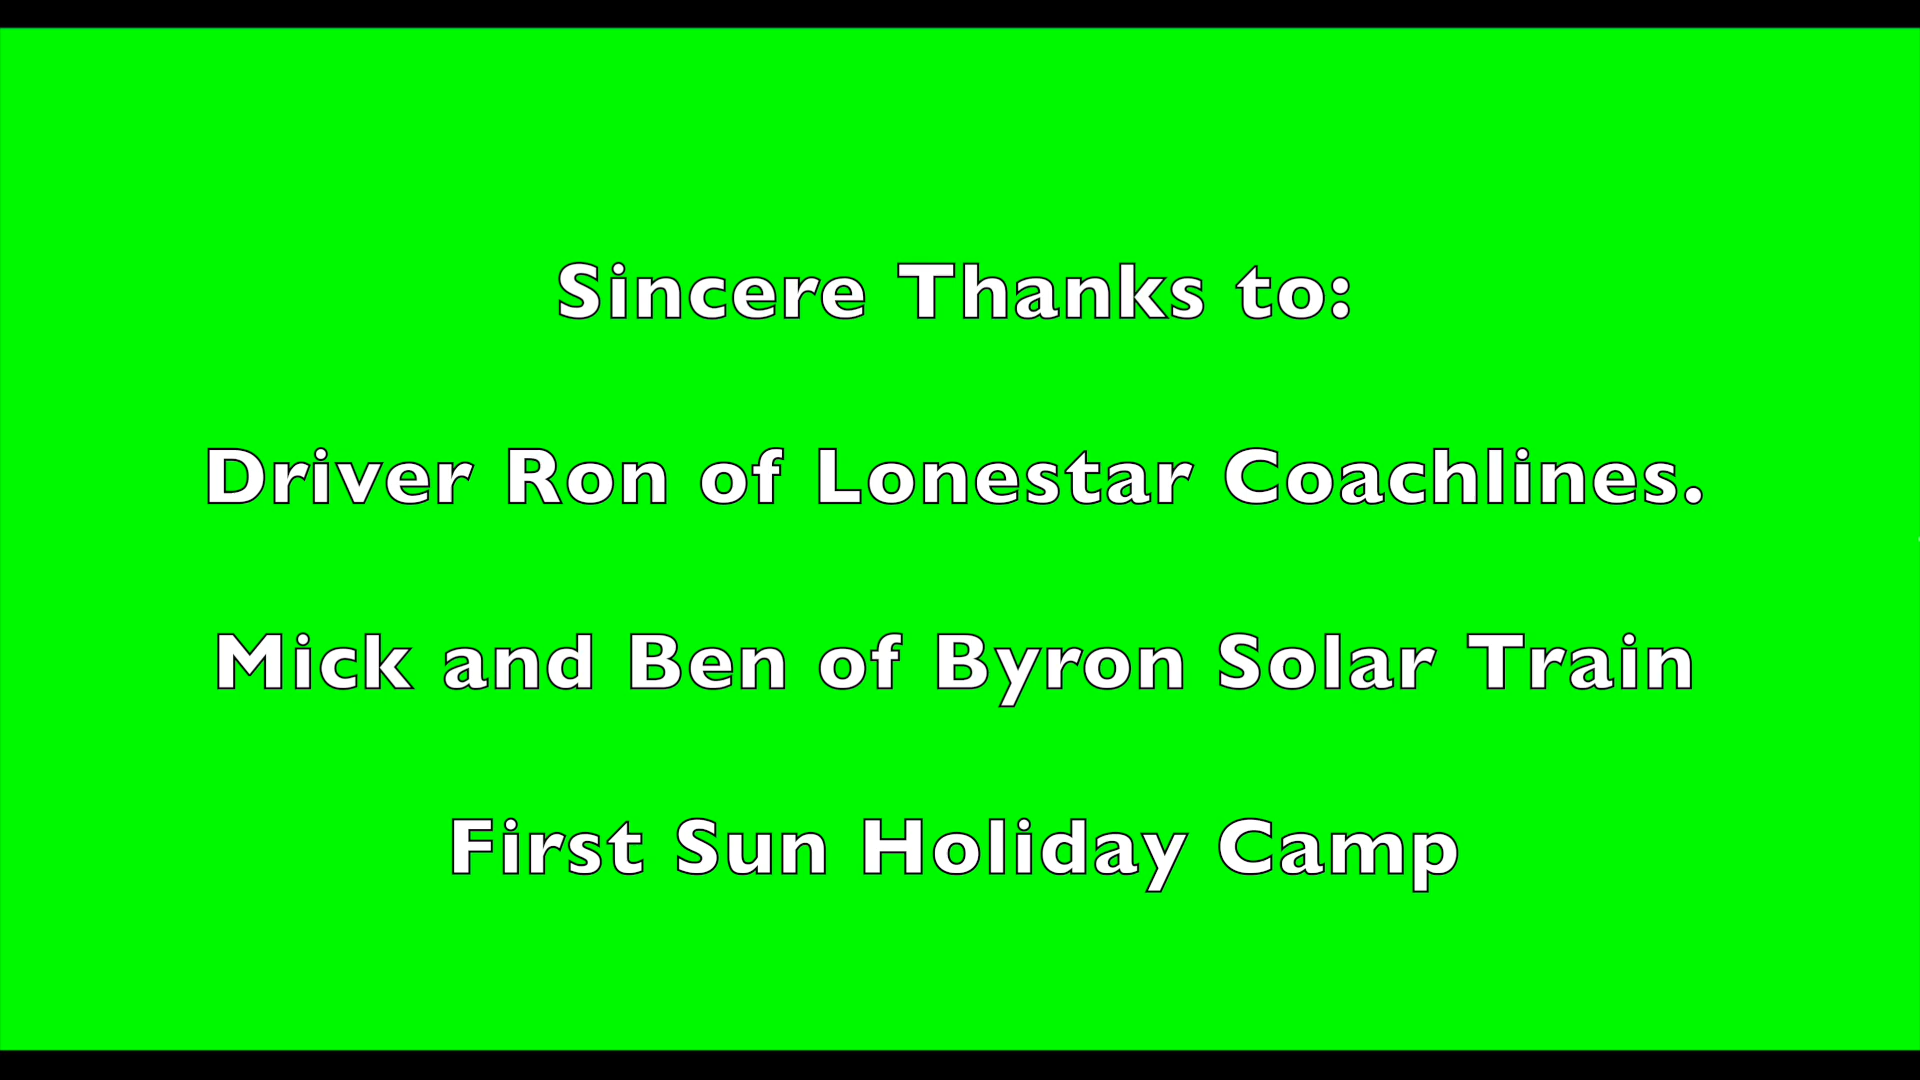 Sincere Thanks to:
Driver Ron of Lonestar Coachlines.
Mick and Ben of Byron Solar Train
First Sun Holiday Camp